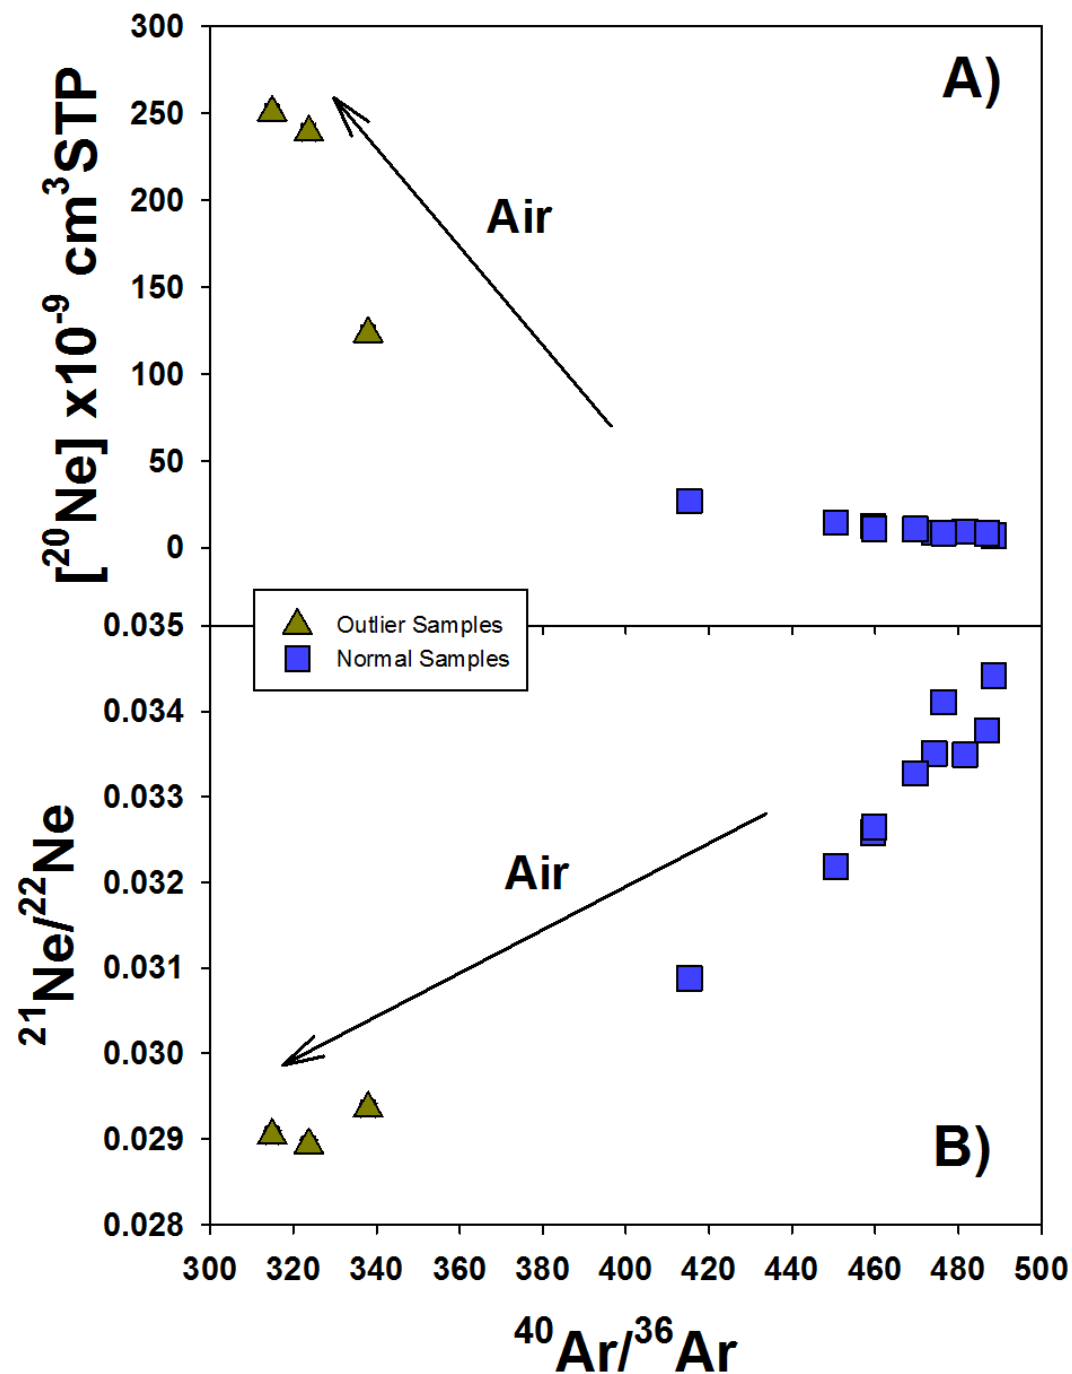 A)
[²⁰Ne] x10⁻⁹ cm³STP
300
250
200
150
100
50
0
Air
Outlier Samples
Normal Samples
B)
²¹Ne/²²Ne
0.035
0.034
0.033
0.032
0.031
0.030
0.029
0.028
Air
300 320 340 360 380 400 420 440 460 480 500
⁴⁰Ar/³⁶Ar